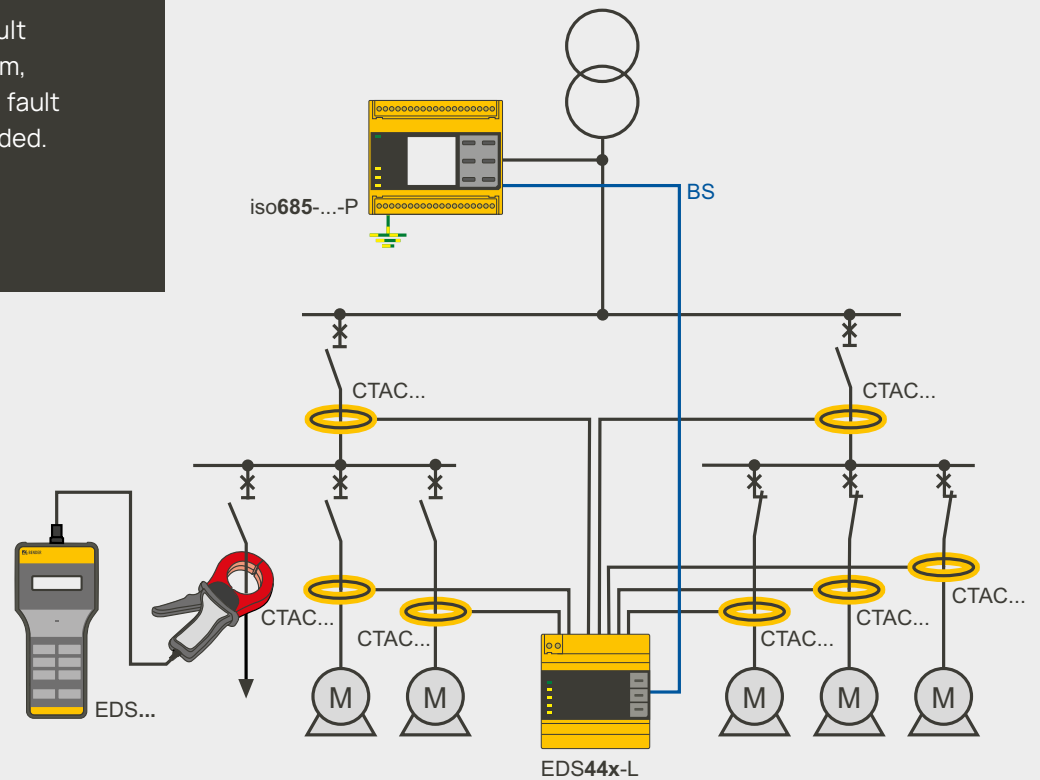 ult
m,
fault
ded.
iso685-...-P
BS
CTAC...
CTAC...
CTAC...
CTAC...
CTAC...
CTAC...
CTAC...
EDS...
M
M
M
M
M
EDS44x-L